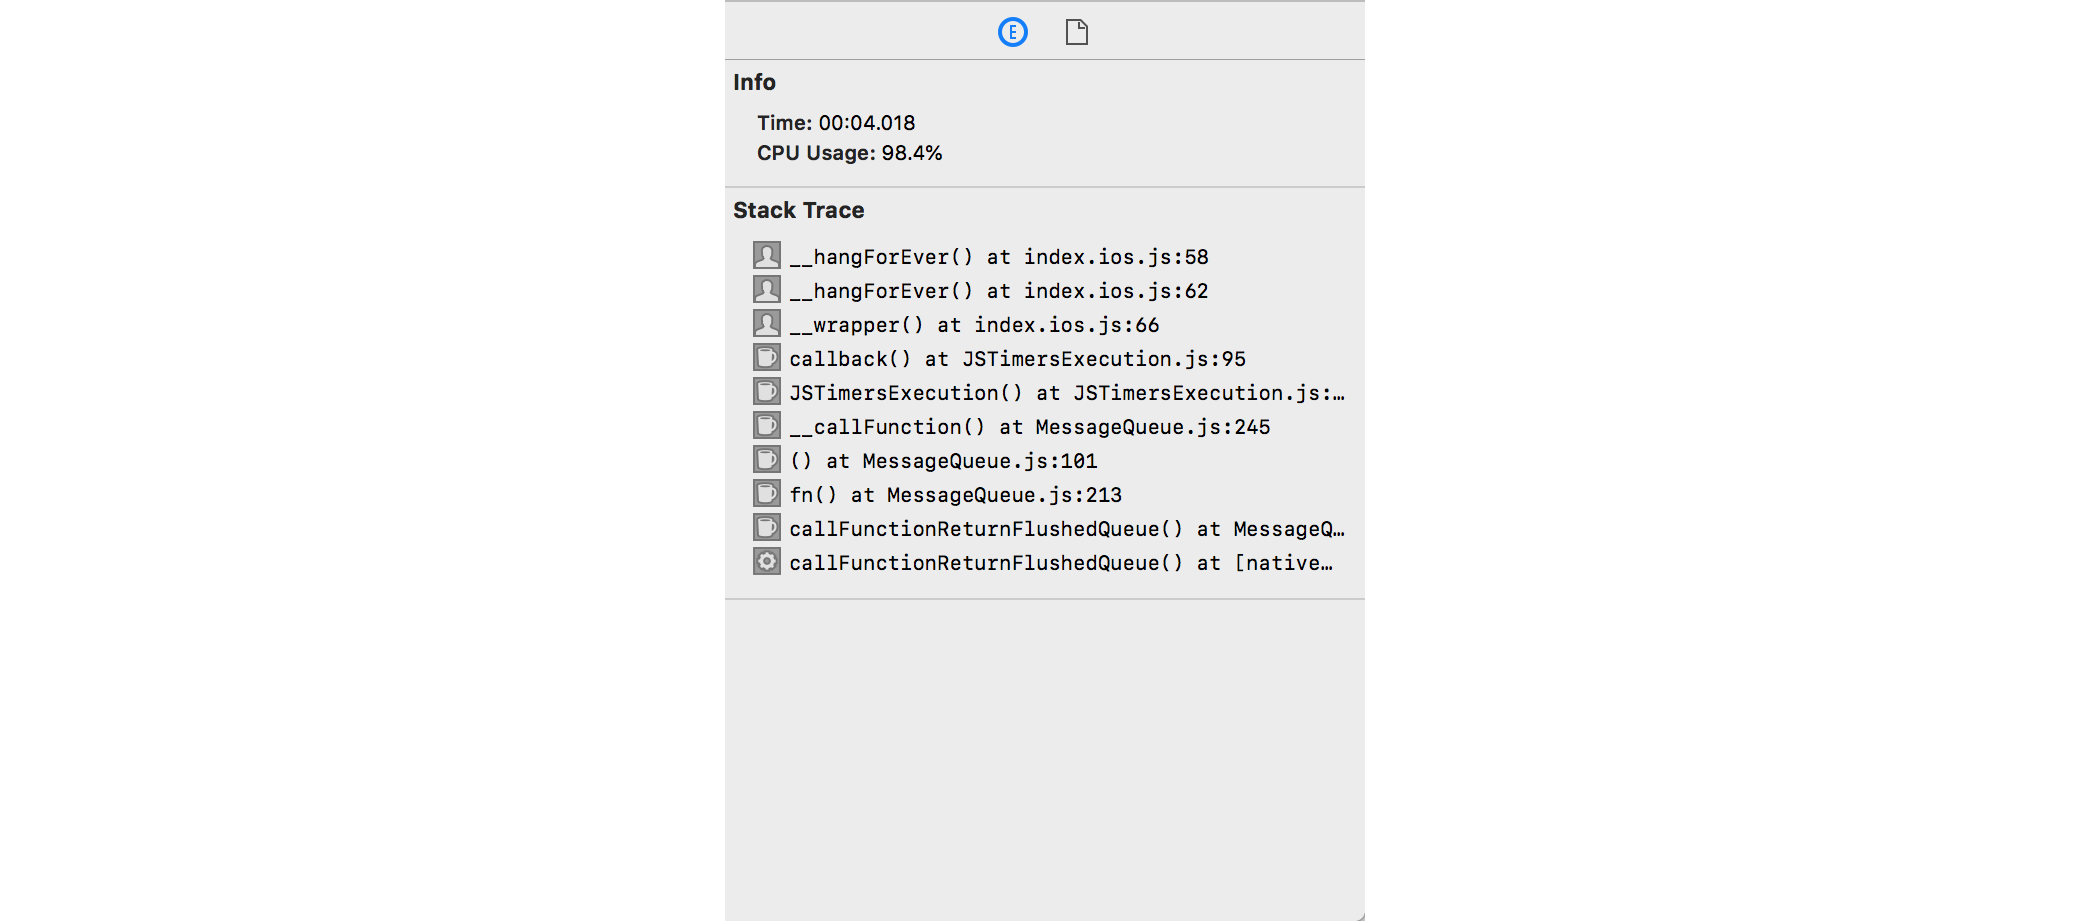 E
Info
Time: 00:04.018
CPU Usage: 98.4%
Stack Trace
__hangForEver() at index.ios.js:58
__hangForEver() at index.ios.js:62
__wrapper() at index.ios.js:66
callback() at JSTimersExecution.js:95
JSTimersExecution() at JSTimersExecution.js:…
__callFunction() at MessageQueue.js:245
() at MessageQueue.js:101
fn() at MessageQueue.js:213
callFunctionReturnFlushedQueue() at MessageQ…
callFunctionReturnFlushedQueue() at [native…